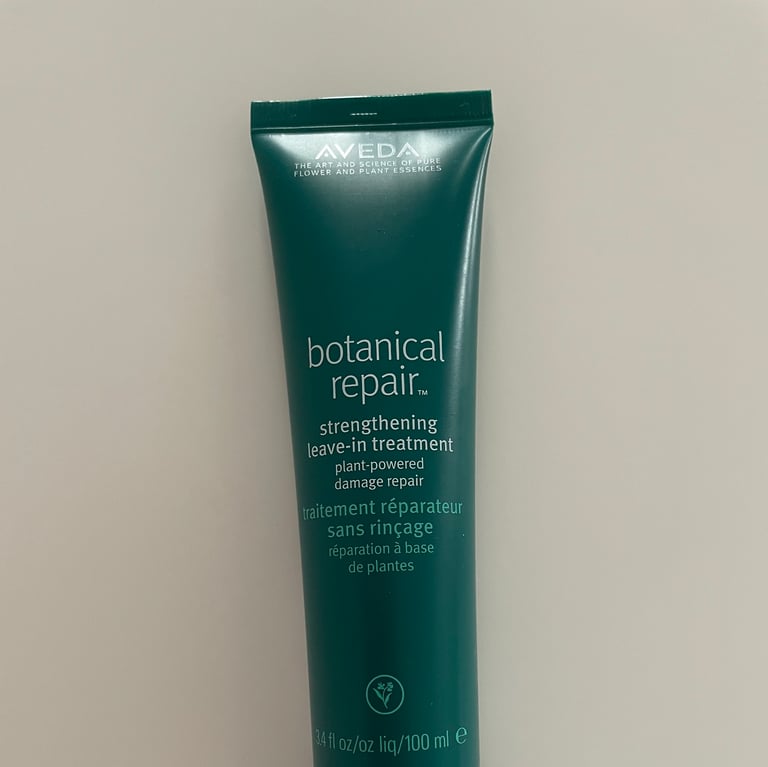 AVEDA
THE ART AND SCIENCE OF PURE
FLOWER AND PLANT ESSENCES
botanical
repair™
strengthening
leave-in treatment
plant-powered
damage repair
traitement réparateur
sans rinçage
réparation à base
de plantes
3.4 fl oz/oz liq/100 ml ℮